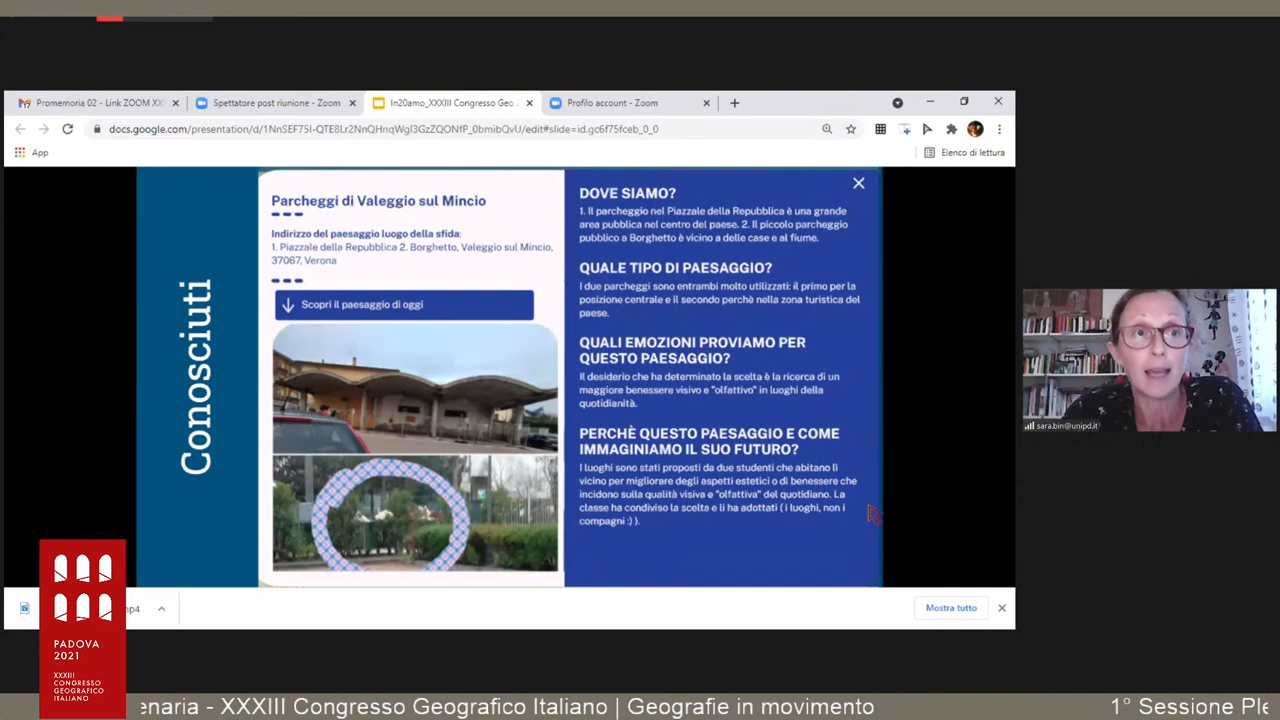 Promemoria 02 - Link ZOOM XX
Spettatore post riunione - Zoom
In20amo_XXXIII Congresso Geo
Profilo account - Zoom
docs.google.com/presentation/d/1NnSEF75I-QTE8Lr2NnQHnqWgl3GzZQONfP_0bmibQvU/edit#slide=id.gc6f75fceb_0_0
App
Elenco di lettura
Conosciuti
Parcheggi di Valeggio sul Mincio
Indirizzo del paesaggio luogo della sfida:
1. Piazzale della Repubblica 2. Borghetto, Valeggio sul Mincio,
37067, Verona
Scopri il paesaggio di oggi
DOVE SIAMO?
1. Il parcheggio nel Piazzale della Repubblica è una grande
area pubblica nel centro del paese. 2. Il piccolo parcheggio
pubblico a Borghetto è vicino a delle case e al fiume.
QUALE TIPO DI PAESAGGIO?
I due parcheggi sono entrambi molto utilizzati: il primo per la
posizione centrale e il secondo perchè nella zona turistica del
paese.
QUALI EMOZIONI PROVIAMO PER
QUESTO PAESAGGIO?
Il desiderio che ha determinato la scelta è la ricerca di un
maggiore benessere visivo e "olfattivo" in luoghi della
quotidianità.
PERCHÈ QUESTO PAESAGGIO E COME
IMMAGINIAMO IL SUO FUTURO?
I luoghi sono stati proposti da due studenti che abitano lì
vicino per migliorare degli aspetti estetici o di benessere che
incidono sulla qualità visiva e "olfattiva" del quotidiano. La
classe ha condiviso la scelta e li ha adottati ( i luoghi, non i
compagni :) ).
sara.bin@unipd.it
mp4
Mostra tutto
PADOVA
2021
XXXIII
CONGRESSO
GEOGRAFICO
ITALIANO
enaria - XXXIII Congresso Geografico Italiano | Geografie in movimento
1° Sessione Ple